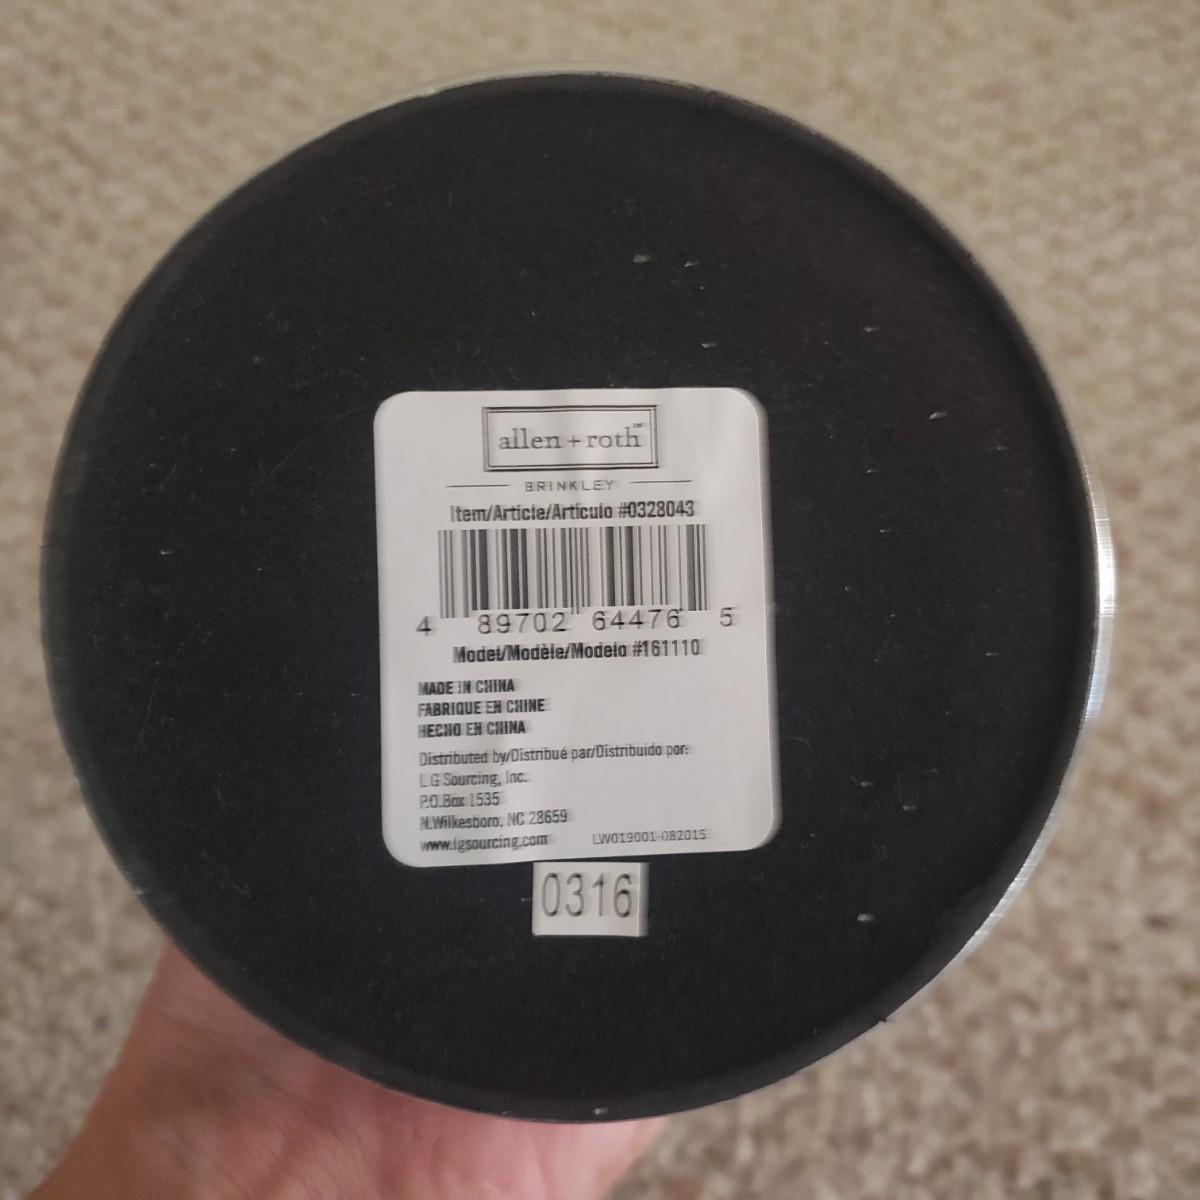 allen + roth™
BRINKLEY
Item/Article/Artículo #0328043
4 89702 64476 5
Model/Modèle/Modelo #161110
MADE IN CHINA
FABRIQUE EN CHINE
HECHO EN CHINA
Distributed by/Distribué par/Distribuido por:
L G Sourcing, Inc.
P.O.Box 1535
N.Wilkesboro, NC 28659
www.lgsourcing.com LW019001-082015
0316